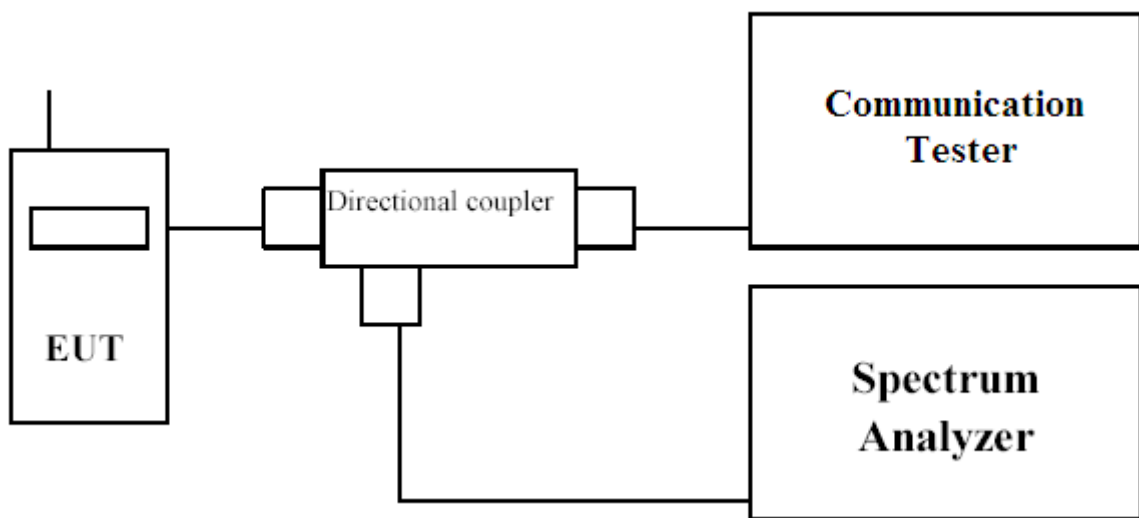 Communication
Tester
Directional coupler
EUT
Spectrum
Analyzer